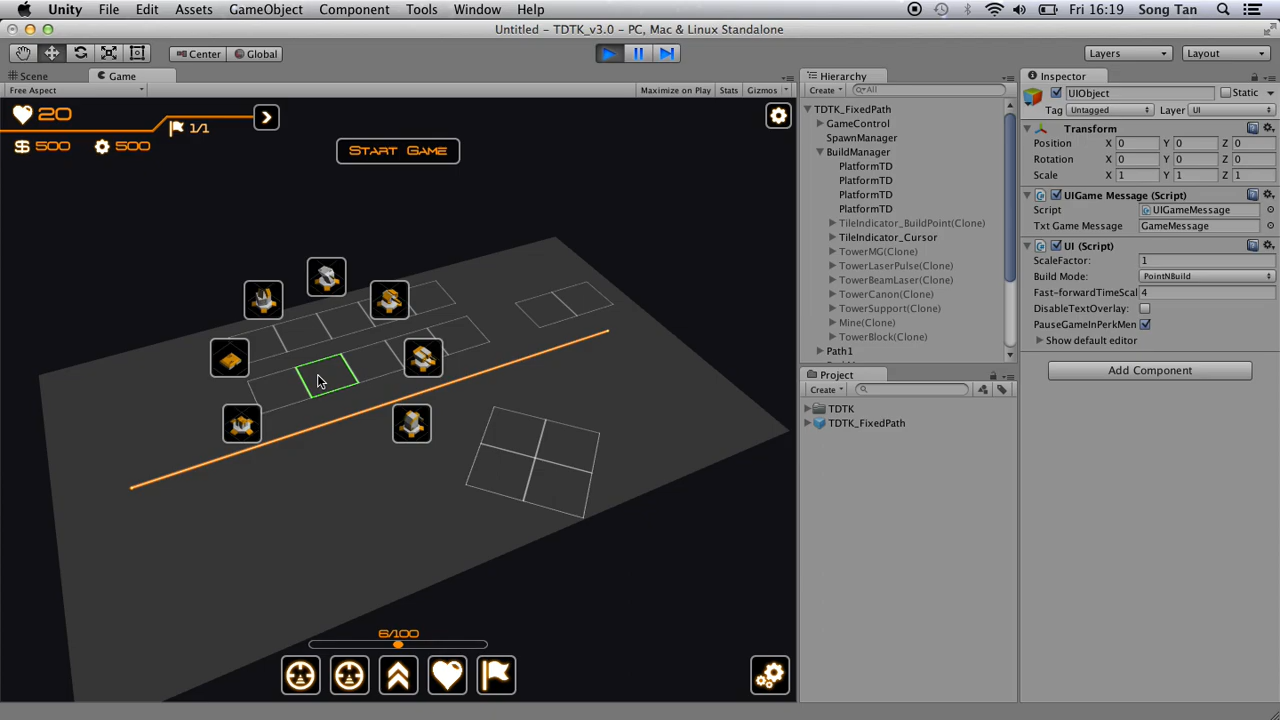 Unity File Edit Assets GameObject Component Tools Window Help Fri 16:19 Song Tan
Untitled - TDTK_v3.0 - PC, Mac & Linux Standalone
Center Global Layers Layout
Scene Game Hierarchy Inspector
Free Aspect Maximize on Play Stats Gizmos Create All UIObject Static
Tag Untagged Layer UI
20
1/1
$ 500 500
START GAME
6/100
TDTK_FixedPath
GameControl
SpawnManager
BuildManager
PlatformTD
PlatformTD
PlatformTD
PlatformTD
TileIndicator_BuildPoint(Clone)
TileIndicator_Cursor
TowerMG(Clone)
TowerLaserPulse(Clone)
TowerBeamLaser(Clone)
TowerCanon(Clone)
TowerSupport(Clone)
Mine(Clone)
TowerBlock(Clone)
Path1
Project
Create
TDTK
TDTK_FixedPath
Transform
Position X 0 Y 0 Z 0
Rotation X 0 Y 0 Z 0
Scale X 1 Y 1 Z 1
UIGame Message (Script)
Script UIGameMessage
Txt Game Message GameMessage
UI (Script)
ScaleFactor: 1
Build Mode: PointNBuild
Fast-forwardTimeScal 4
DisableTextOverlay:
PauseGameInPerkMen
Show default editor
Add Component